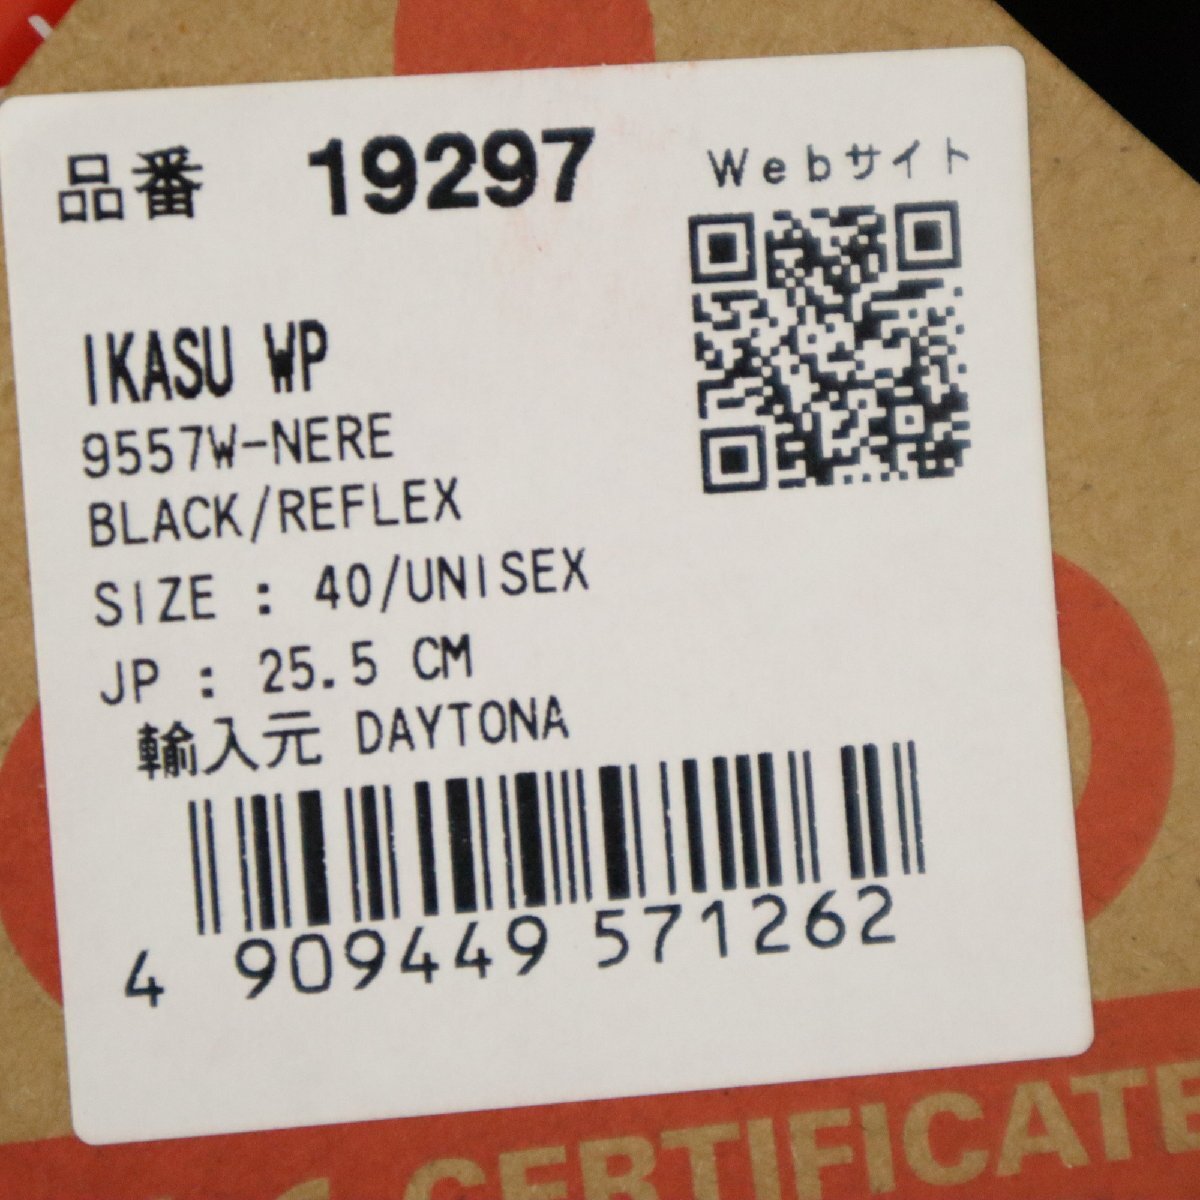 品番 19297
Webサイト
IKASU WP
9557W-NERE
BLACK/REFLEX
SIZE : 40/UNISEX
JP : 25.5 CM
輸入元 DAYTONA
4 909449 571262
CERTIFICATE